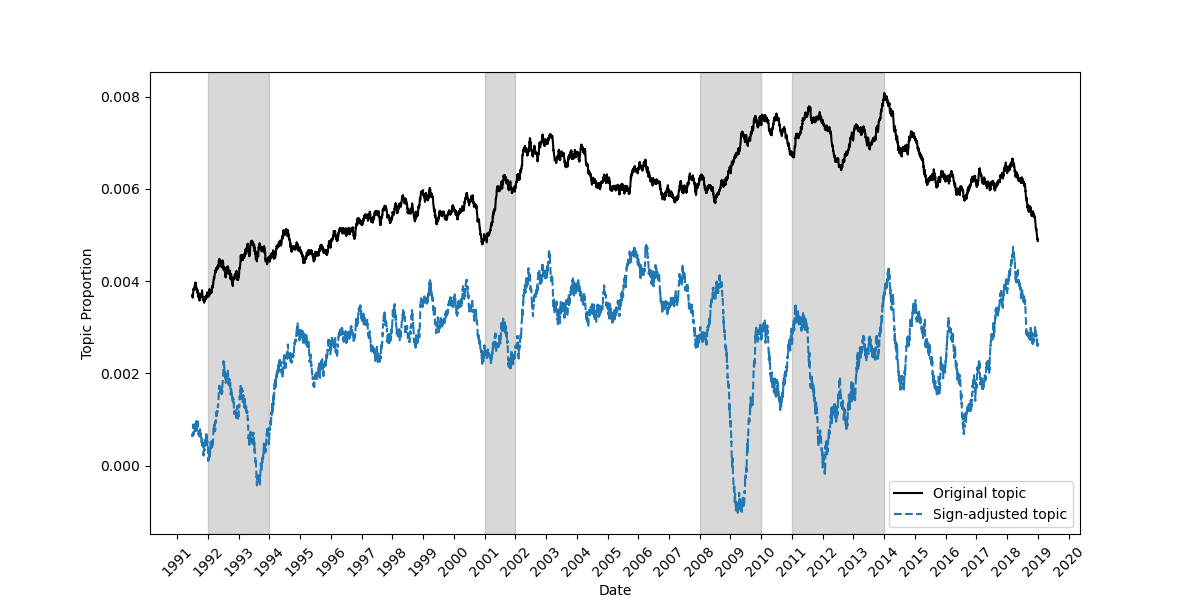 0.008
0.006
0.004
0.002
0.000
Topic Proportion
Original topic
Sign-adjusted topic
1991 1992 1993 1994 1995 1996 1997 1998 1999 2000 2001 2002 2003 2004 2005 2006 2007 2008 2009 2010 2011 2012 2013 2014 2015 2016 2017 2018 2019 2020
Date